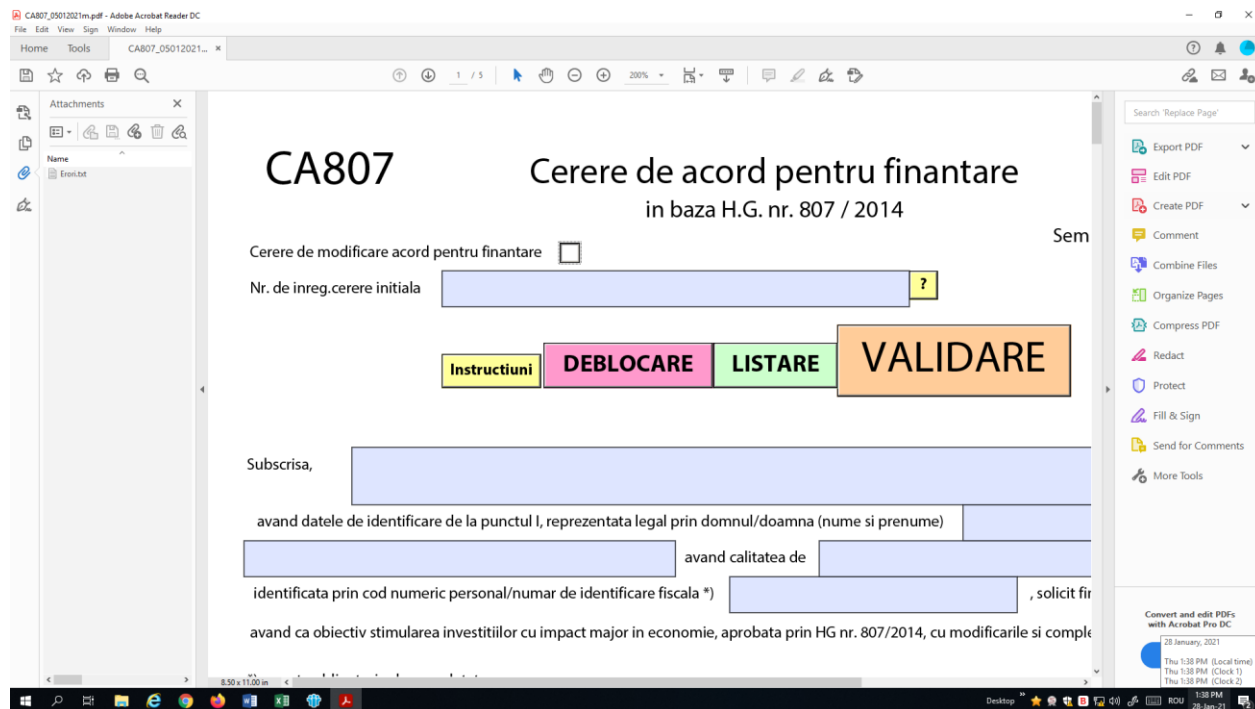 CA807_05012021m.pdf - Adobe Acrobat Reader DC
File Edit View Sign Window Help
Home Tools CA807_05012021... ×
1 / 5 200%
Attachments
Name
Erori.txt
CA807 Cerere de acord pentru finantare
in baza H.G. nr. 807 / 2014
Sem
Cerere de modificare acord pentru finantare
Nr. de inreg.cerere initiala ?
Instructiuni DEBLOCARE LISTARE VALIDARE
Subscrisa,
avand datele de identificare de la punctul I, reprezentata legal prin domnul/doamna (nume si prenume)
avand calitatea de
identificata prin cod numeric personal/numar de identificare fiscala *) , solicit fin
avand ca obiectiv stimularea investitiilor cu impact major in economie, aprobata prin HG nr. 807/2014, cu modificarile si comple
8.50 x 11.00 in
Search 'Replace Page'
Export PDF
Edit PDF
Create PDF
Comment
Combine Files
Organize Pages
Compress PDF
Redact
Protect
Fill & Sign
Send for Comments
More Tools
Convert and edit PDFs
with Acrobat Pro DC
28 January, 2021
Thu 1:38 PM (Local time)
Thu 1:38 PM (Clock 1)
Thu 1:38 PM (Clock 2)
Desktop ROU 1:38 PM
28-Jan-21